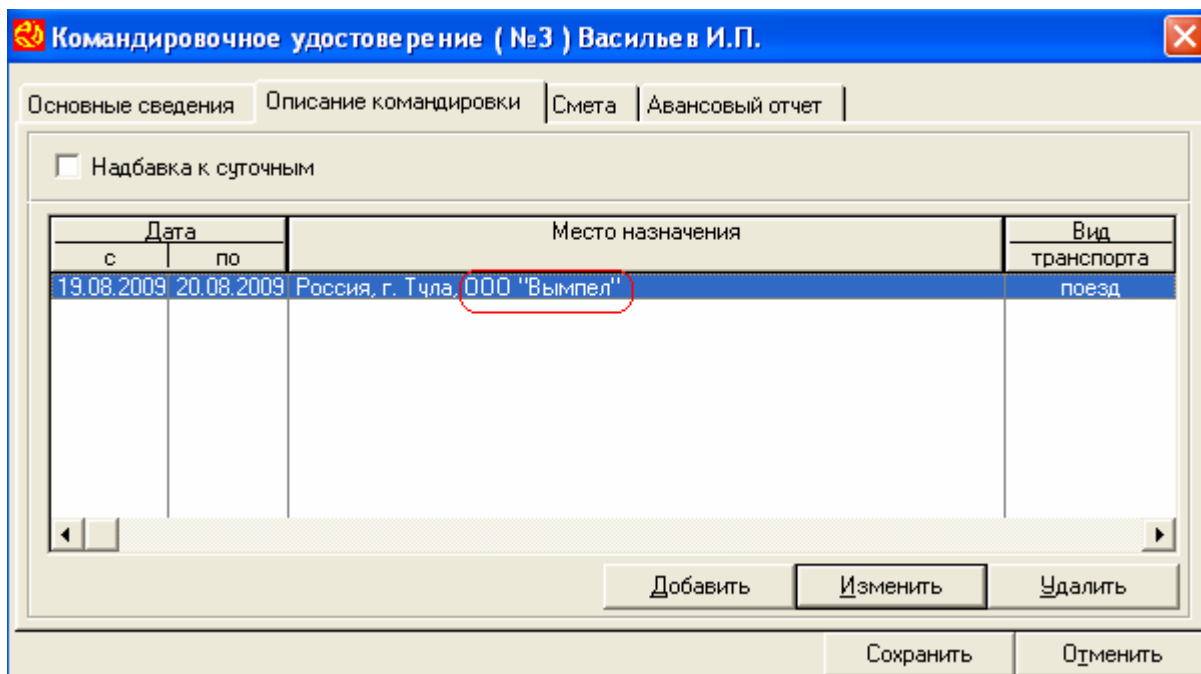 Командировочное удостоверение ( №3 ) Васильев И.П.
Основные сведения Описание командировки Смета Авансовый отчет
Надбавка к суточным
Дата Место назначения Вид
с по транспорта
19.08.2009 20.08.2009 Россия, г. Тула, ООО "Вымпел" поезд
Добавить Изменить Удалить
Сохранить Отменить